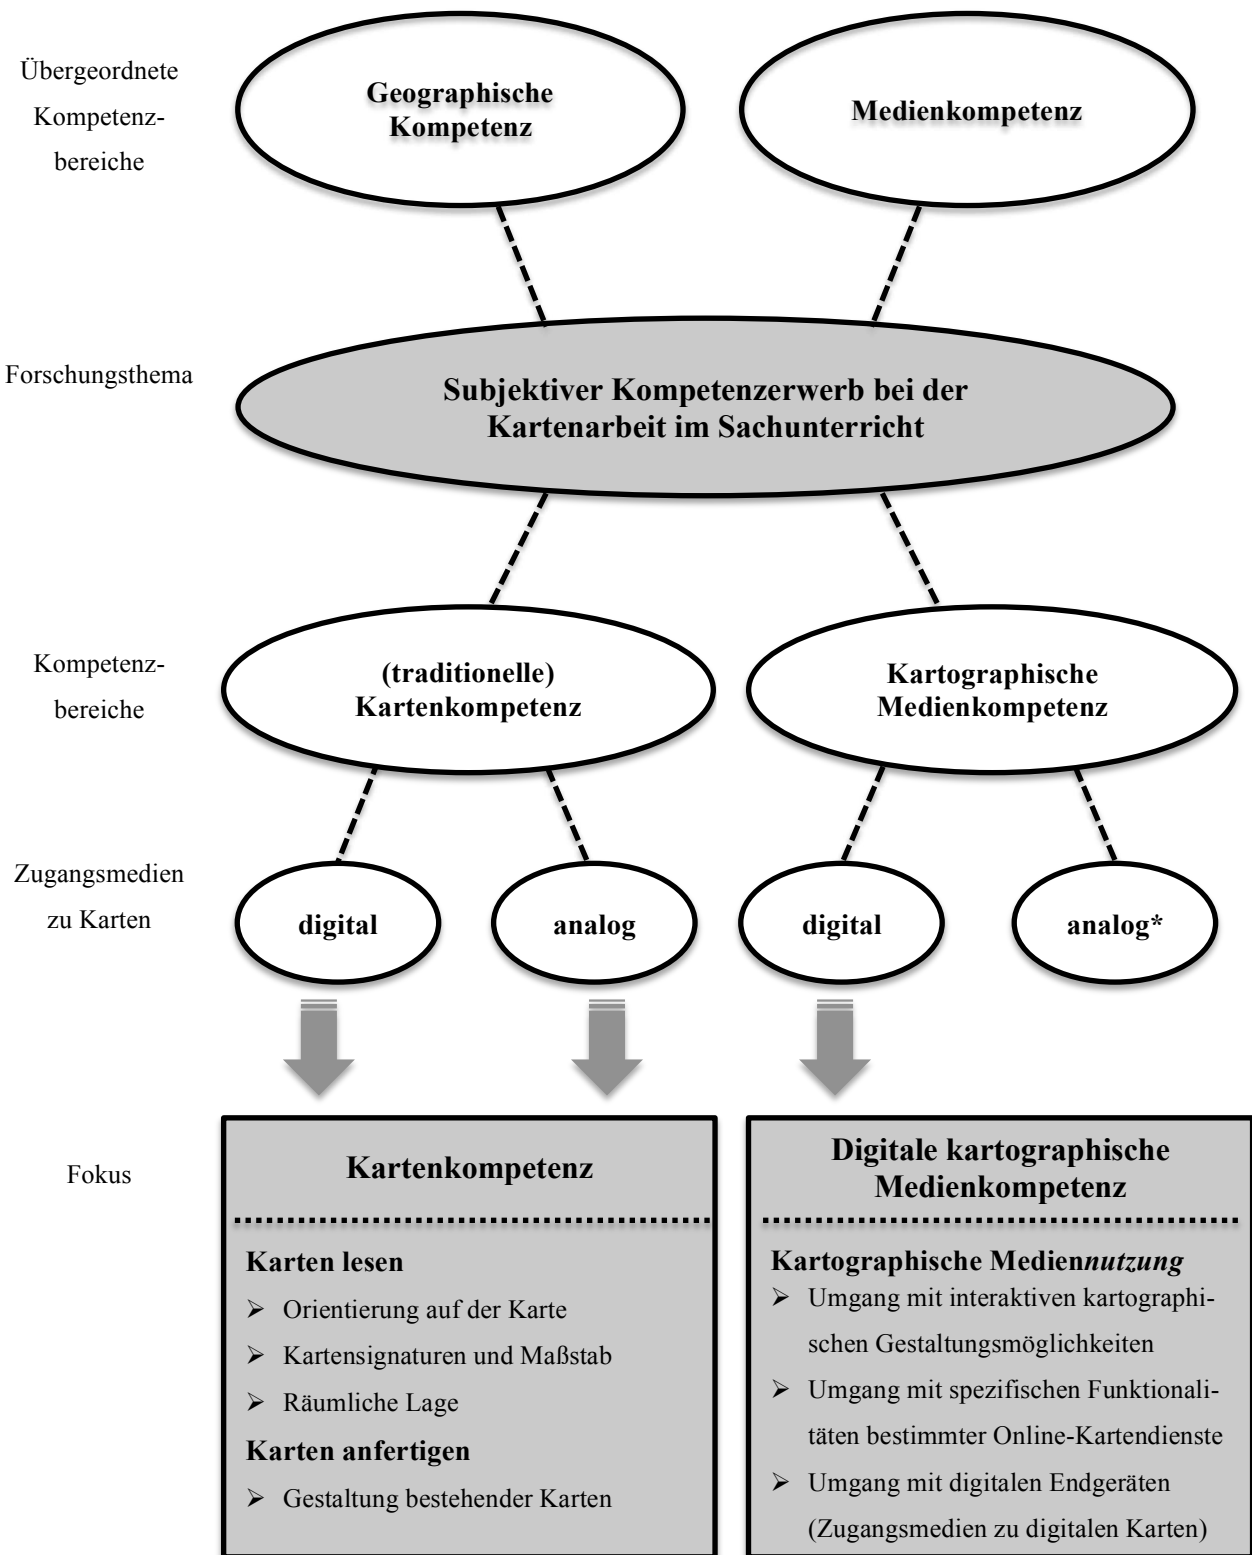 Übergeordnete
Kompetenz-
bereiche
Geographische
Kompetenz
Medienkompetenz
Forschungsthema
Subjektiver Kompetenzerwerb bei der
Kartenarbeit im Sachunterricht
Kompetenz-
bereiche
(traditionelle)
Kartenkompetenz
Kartographische
Medienkompetenz
Zugangsmedien
zu Karten
digital
analog
digital
analog*
Fokus
Kartenkompetenz
Karten lesen
➢ Orientierung auf der Karte
➢ Kartensignaturen und Maßstab
➢ Räumliche Lage
Karten anfertigen
➢ Gestaltung bestehender Karten
Digitale kartographische
Medienkompetenz
Kartographische Mediennutzung
➢ Umgang mit interaktiven kartographi-
schen Gestaltungsmöglichkeiten
➢ Umgang mit spezifischen Funktionali-
täten bestimmter Online-Kartendienste
➢ Umgang mit digitalen Endgeräten
(Zugangsmedien zu digitalen Karten)